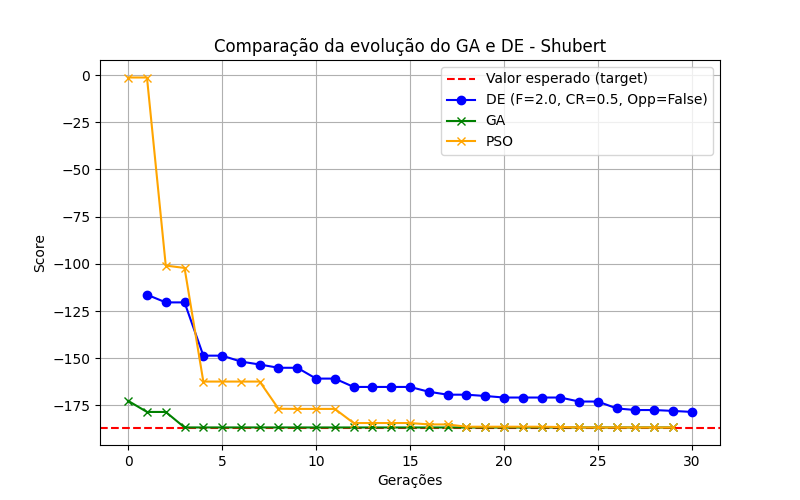 Comparação da evolução do GA e DE - Shubert
Valor esperado (target)
DE (F=2.0, CR=0.5, Opp=False)
GA
PSO
Score
0
−25
−50
−75
−100
−125
−150
−175
0 5 10 15 20 25 30
Gerações